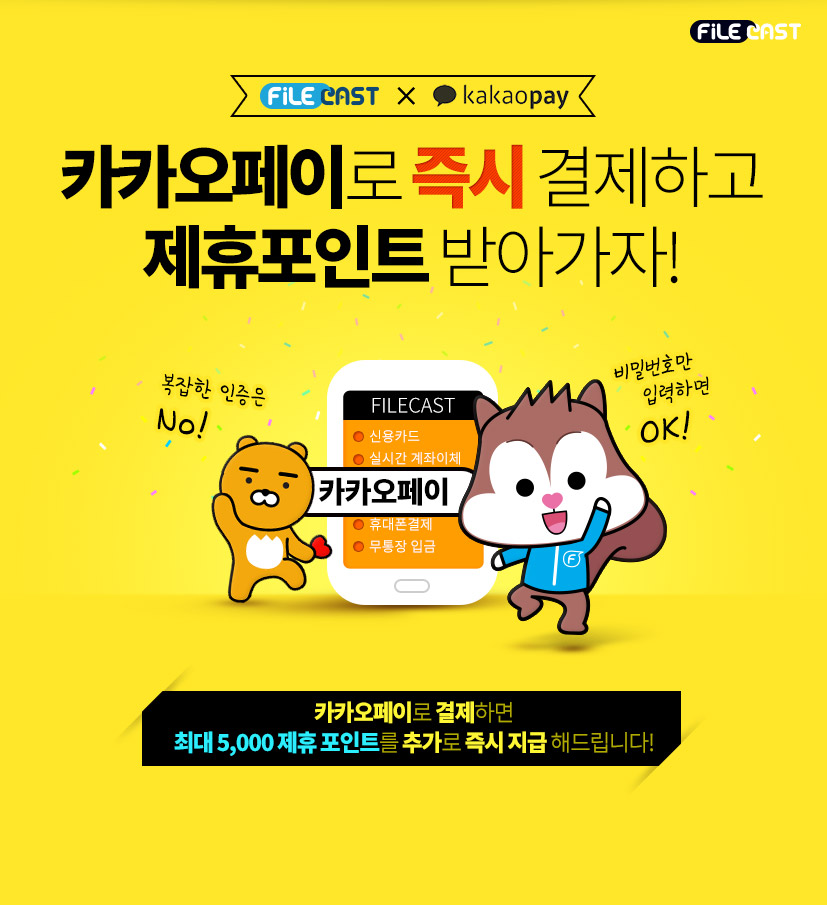 FiLE CAST
FiLE CAST × kakaopay
카카오페이로 즉시 결제하고
제휴포인트 받아가자!
복잡한 인증은
No!
비밀번호만
입력하면
OK!
FILECAST
신용카드
실시간 계좌이체
카카오페이
휴대폰결제
무통장 입금
F
카카오페이로 결제하면
최대 5,000 제휴 포인트를 추가로 즉시 지급 해드립니다!